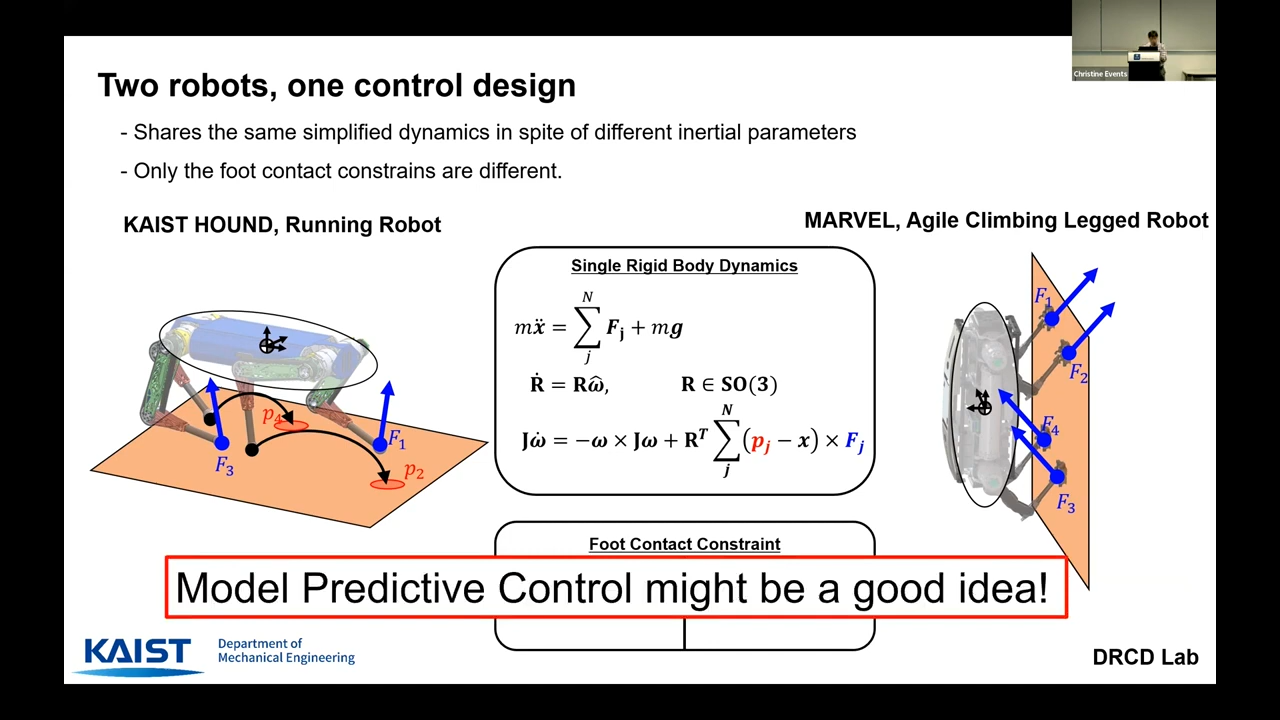 Christine Events
Two robots, one control design
- Shares the same simplified dynamics in spite of different inertial parameters
- Only the foot contact constrains are different.
KAIST HOUND, Running Robot
MARVEL, Agile Climbing Legged Robot
Single Rigid Body Dynamics
mẍ = ∑_j^N F_j + mg
Ṙ = Rω̂, R ∈ SO(3)
Jω̇ = −ω × Jω + R^T ∑_j^N (p_j − x) × F_j
p_4
F_3
F_1
p_2
F_1
F_2
F_4
F_3
Foot Contact Constraint
Model Predictive Control might be a good idea!
KAIST
Department of
Mechanical Engineering
DRCD Lab